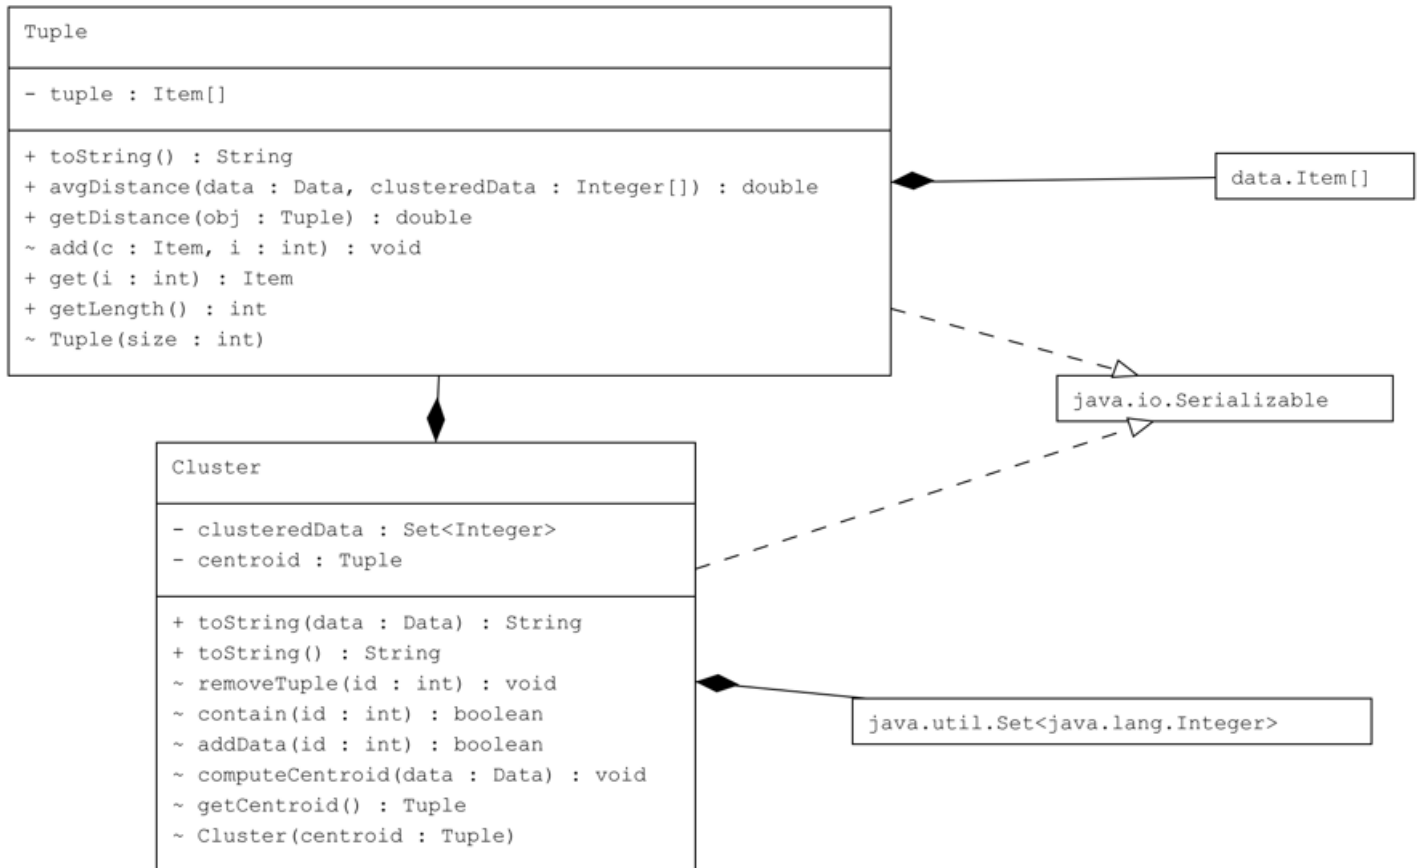 Tuple
- tuple : Item[]
+ toString() : String
+ avgDistance(data : Data, clusteredData : Integer[]) : double
+ getDistance(obj : Tuple) : double
~ add(c : Item, i : int) : void
+ get(i : int) : Item
+ getLength() : int
~ Tuple(size : int)
data.Item[]
java.io.Serializable
Cluster
- clusteredData : Set<Integer>
- centroid : Tuple
+ toString(data : Data) : String
+ toString() : String
~ removeTuple(id : int) : void
~ contain(id : int) : boolean
~ addData(id : int) : boolean
~ computeCentroid(data : Data) : void
~ getCentroid() : Tuple
~ Cluster(centroid : Tuple)
java.util.Set<java.lang.Integer>